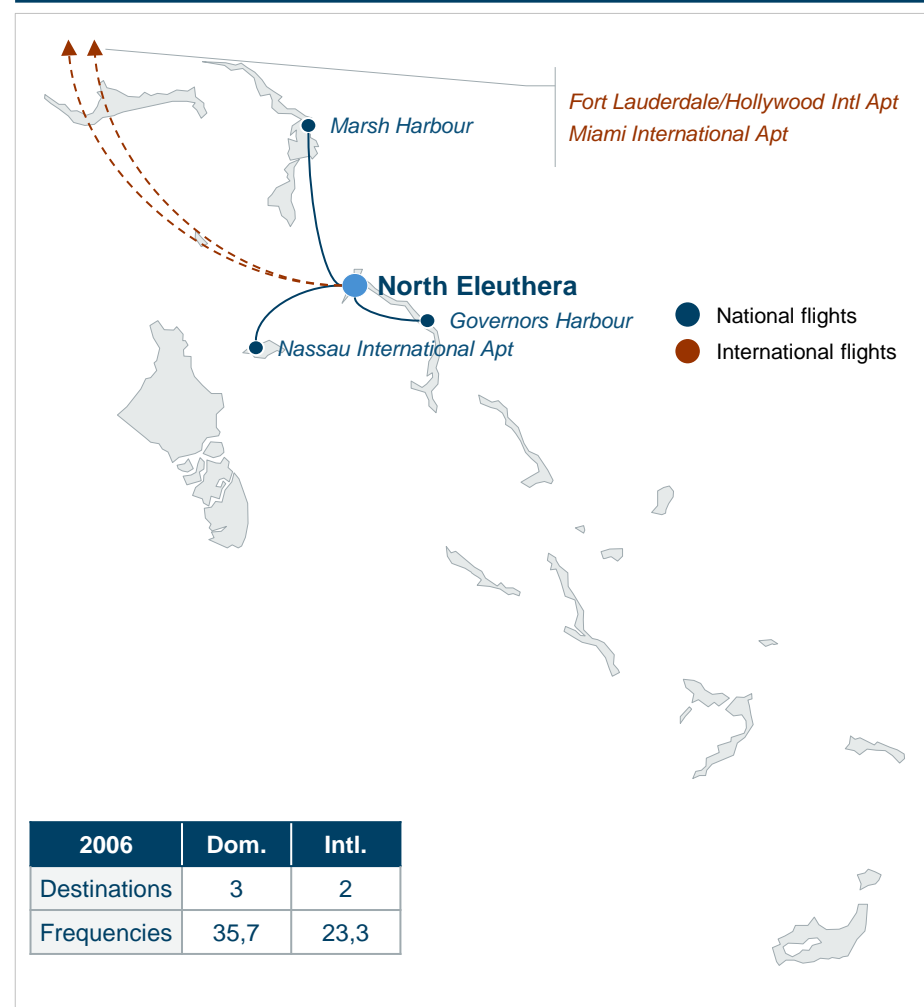 Fort Lauderdale/Hollywood Intl Apt
Miami International Apt
Marsh Harbour
North Eleuthera
Governors Harbour
Nassau International Apt
National flights
International flights
2006 Dom. Intl.
Destinations 3 2
Frequencies 35,7 23,3